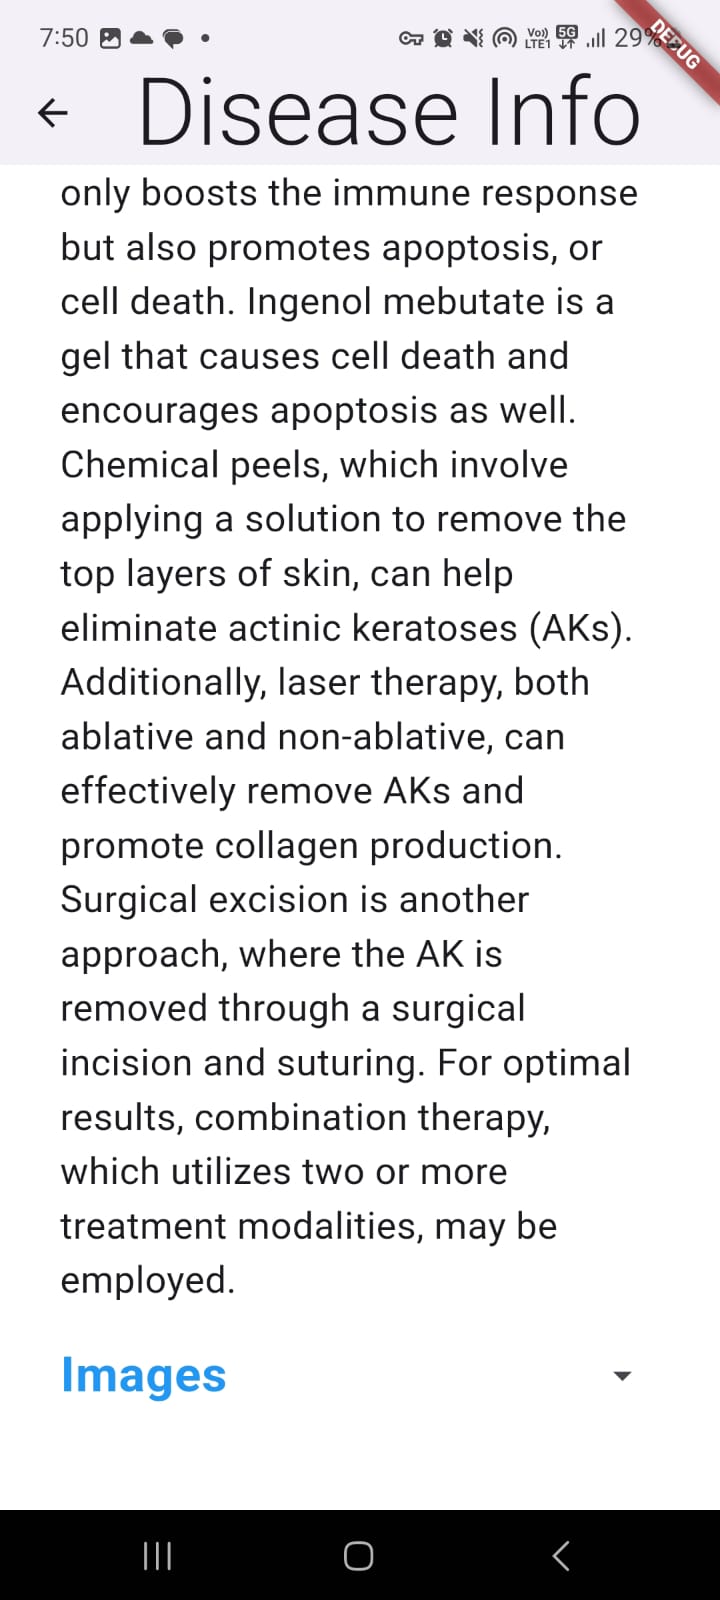 7:50
Vo)) LTE1 5G 29%
DEBUG
Disease Info
only boosts the immune response
but also promotes apoptosis, or
cell death. Ingenol mebutate is a
gel that causes cell death and
encourages apoptosis as well.
Chemical peels, which involve
applying a solution to remove the
top layers of skin, can help
eliminate actinic keratoses (AKs).
Additionally, laser therapy, both
ablative and non-ablative, can
effectively remove AKs and
promote collagen production.
Surgical excision is another
approach, where the AK is
removed through a surgical
incision and suturing. For optimal
results, combination therapy,
which utilizes two or more
treatment modalities, may be
employed.
Images